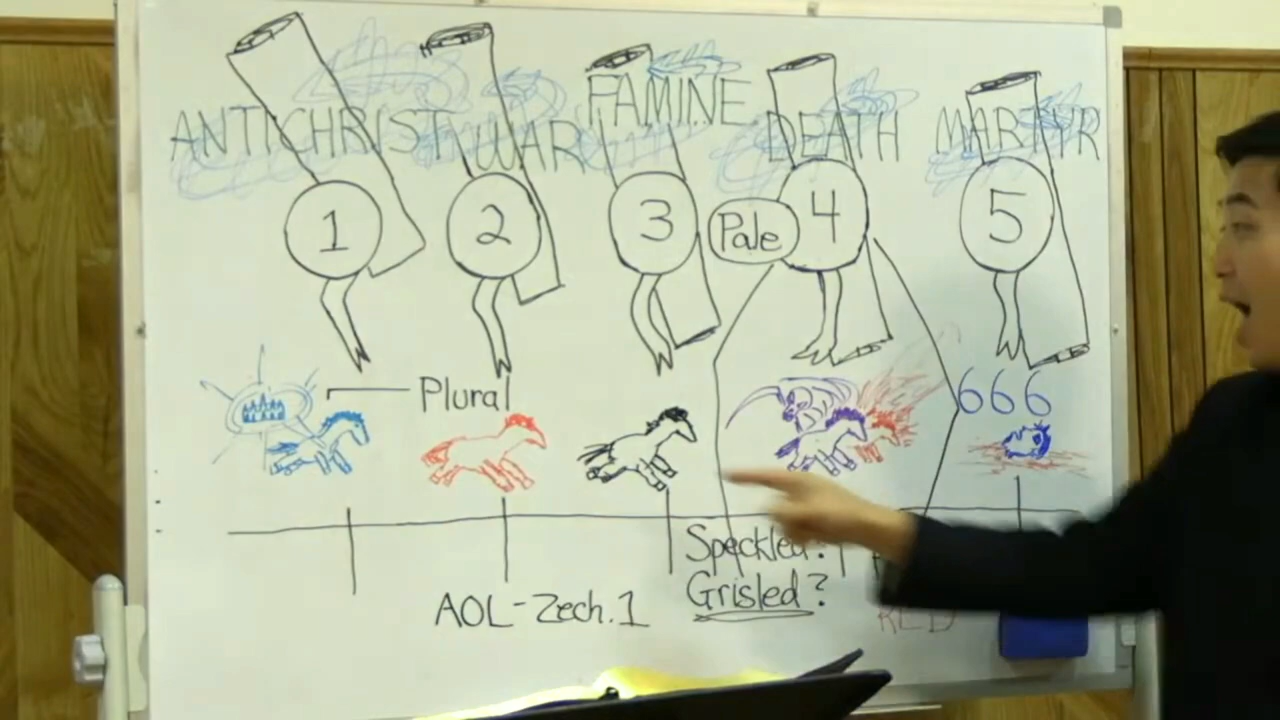 ANTICHRIST WAR FAMINE DEATH MARTYR
1 2 3 Pale 4 5
Plural
666
Speckled?
Grisled?
AOL-Zech.1
RED